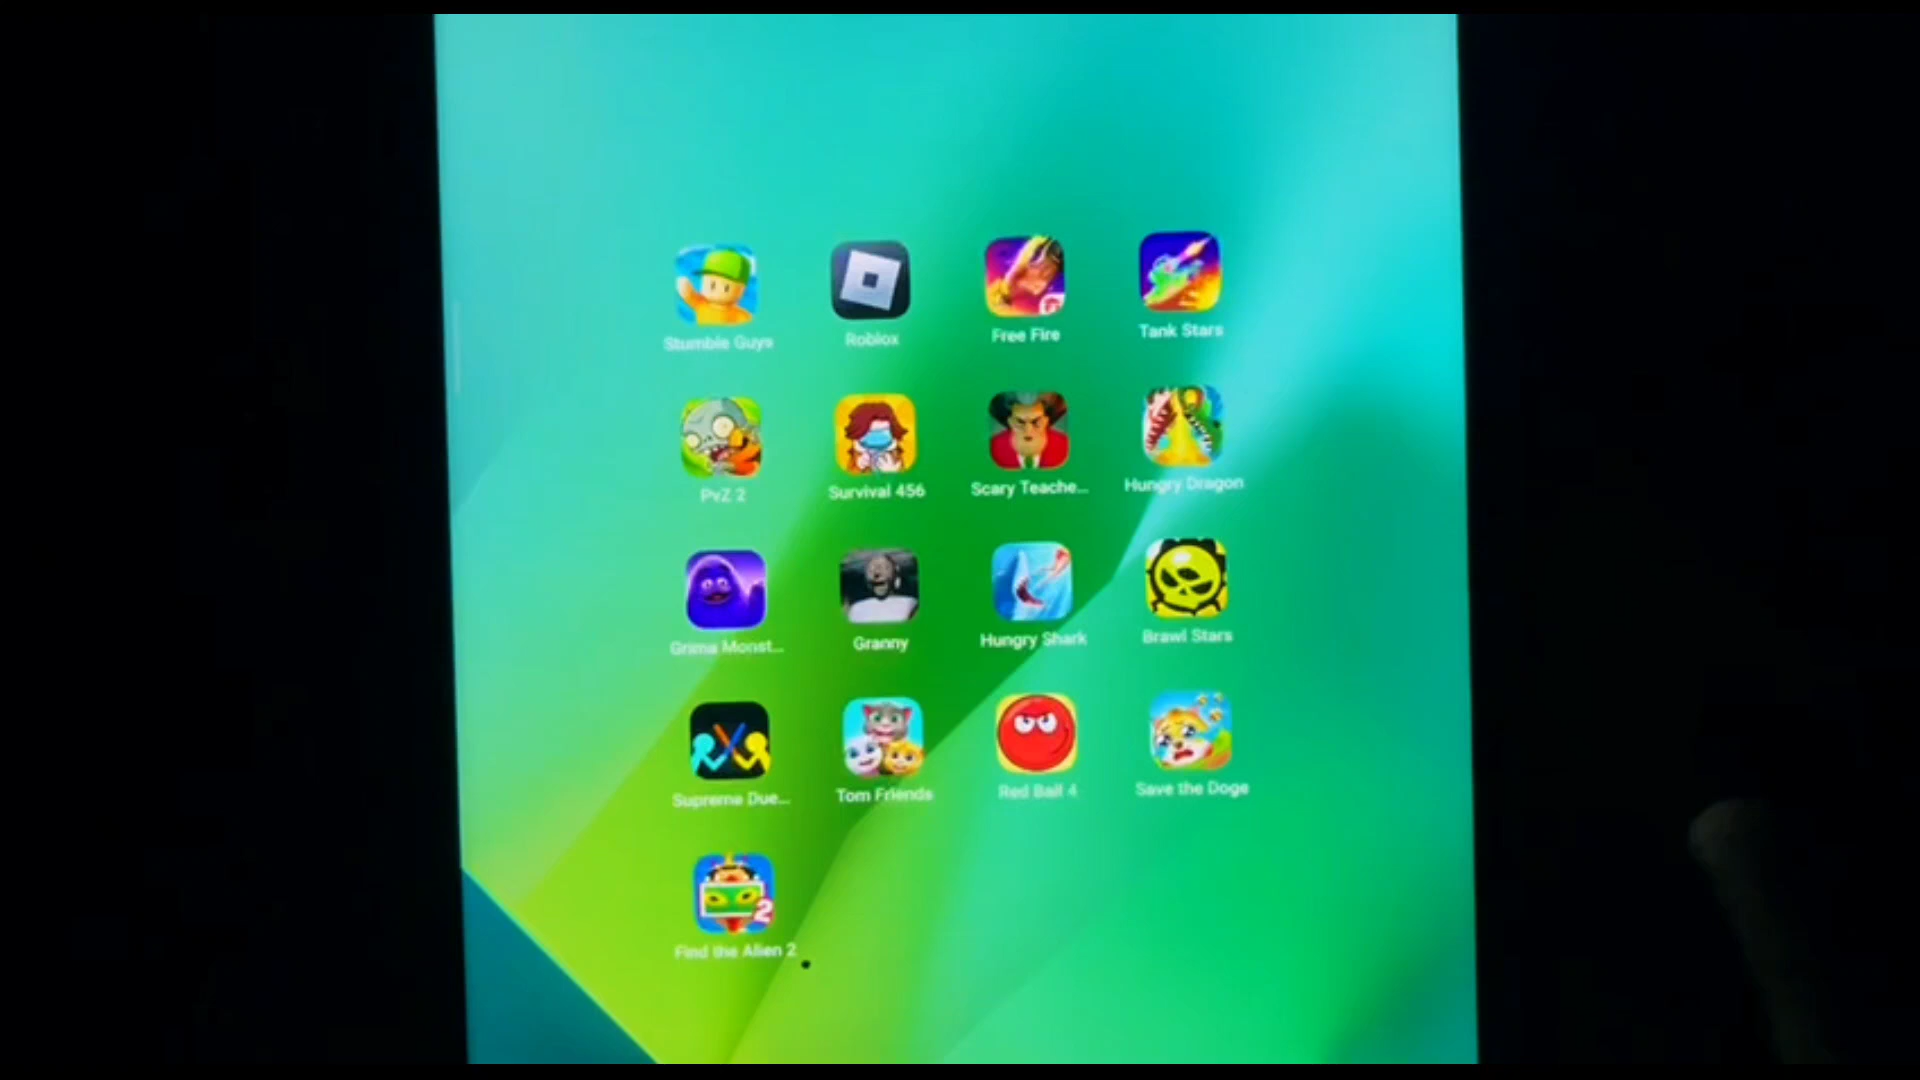 Stumble Guys
Roblox
Free Fire
Tank Stars
PvZ 2
Survival 456
Scary Teache...
Hungry Dragon
Grima Monst...
Granny
Hungry Shark
Brawl Stars
Supreme Due...
Tom Friends
Red Ball 4
Save the Doge
2
Find the Alien 2